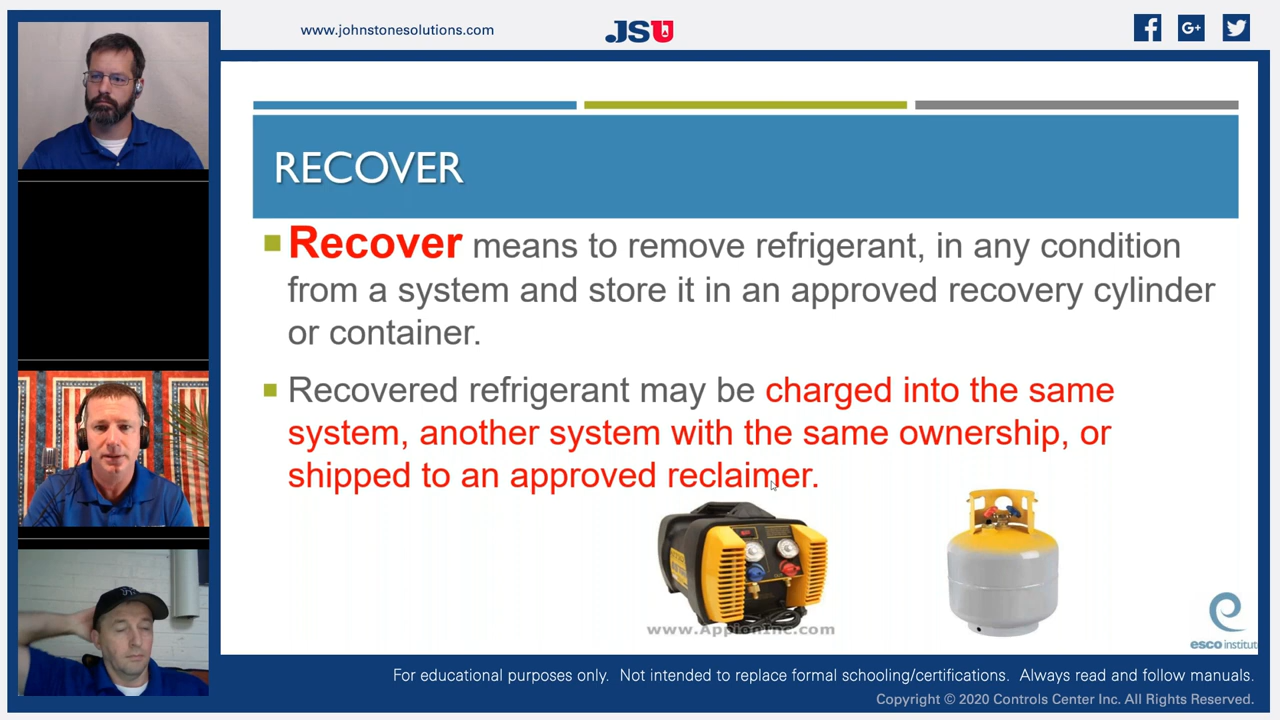 www.johnstonesolutions.com
JSU
RECOVER
Recover means to remove refrigerant, in any condition
from a system and store it in an approved recovery cylinder
or container.
Recovered refrigerant may be charged into the same
system, another system with the same ownership, or
shipped to an approved reclaimer.
www.AppionInc.com
esco institut
For educational purposes only. Not intended to replace formal schooling/certifications. Always read and follow manuals.
Copyright © 2020 Controls Center Inc. All Rights Reserved.